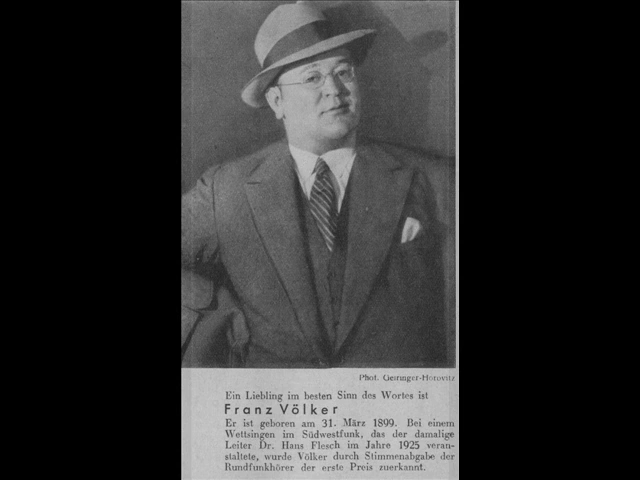 Phot. Geiringer-Horovitz
Ein Liebling im besten Sinn des Wortes ist
Franz Völker
Er ist geboren am 31. März 1899. Bei einem
Wettsingen im Südwestfunk, das der damalige
Leiter Dr. Hans Flesch im Jahre 1925 veran-
staltete, wurde Völker durch Stimmenabgabe der
Rundfunkhörer der erste Preis zuerkannt.